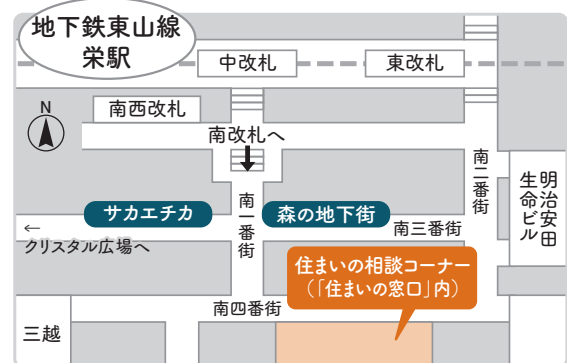 地下鉄東山線
栄駅
中改札
東改札
N
南西改札
南改札へ
サカエチカ
南一番街
森の地下街
南二番街
明治安田
生命ビル
南三番街
←
クリスタル広場へ
住まいの相談コーナー
(「住まいの窓口」内)
南四番街
三越